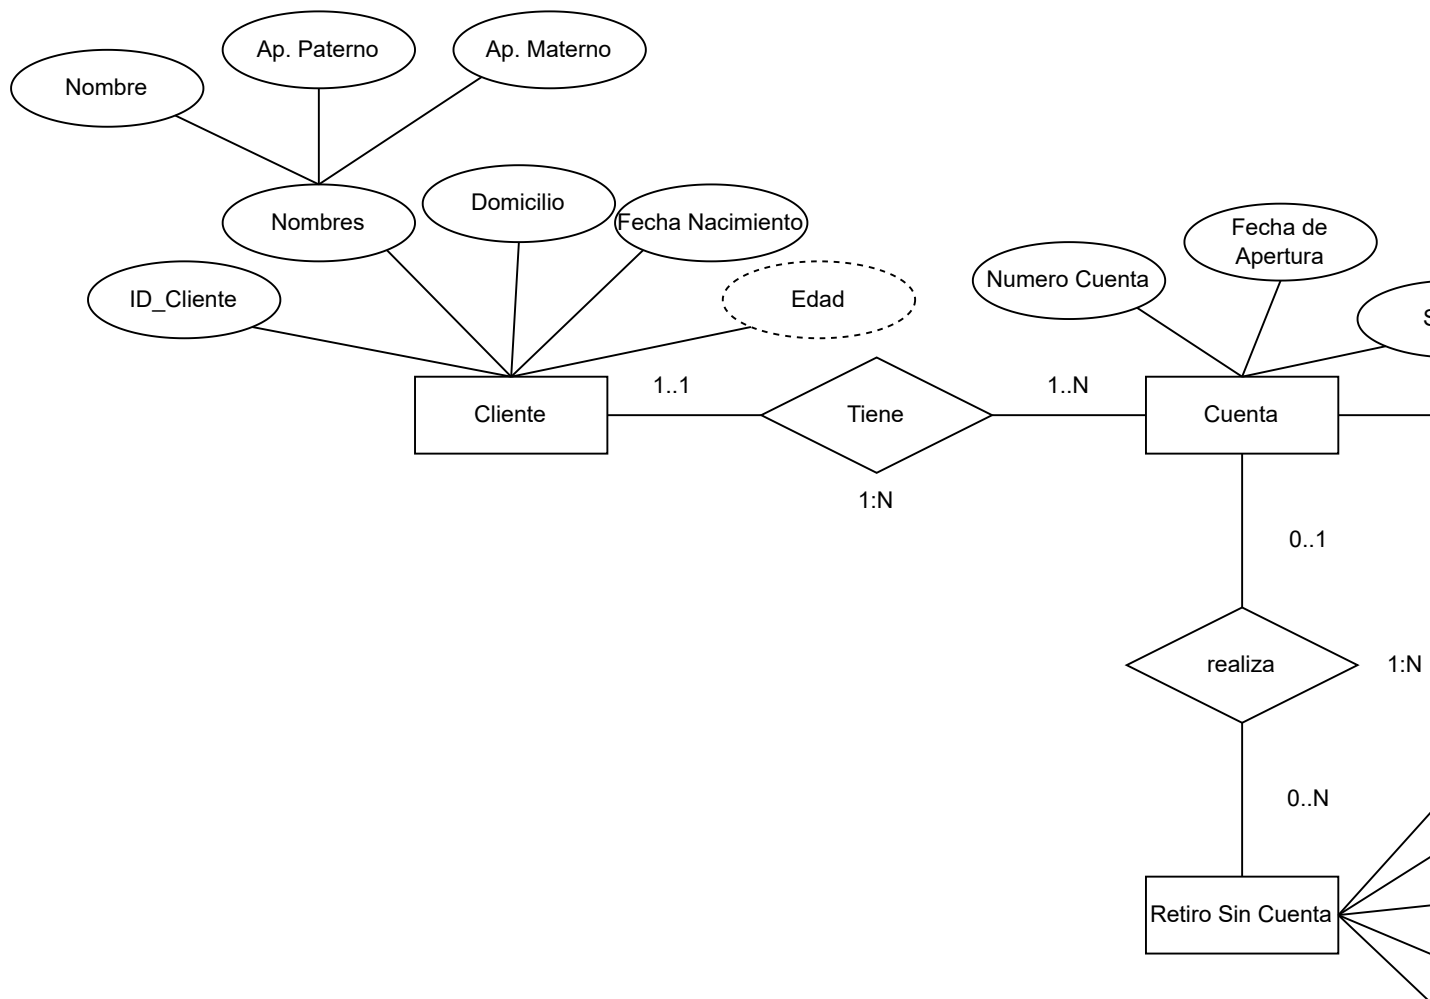 Ap. Paterno
Ap. Materno
Nombre
Nombres
Domicilio
Fecha Nacimiento
ID_Cliente
Edad
Numero Cuenta
Fecha de
Apertura
1..1
1..N
Cliente
Tiene
Cuenta
1:N
0..1
realiza
1:N
0..N
Retiro Sin Cuenta